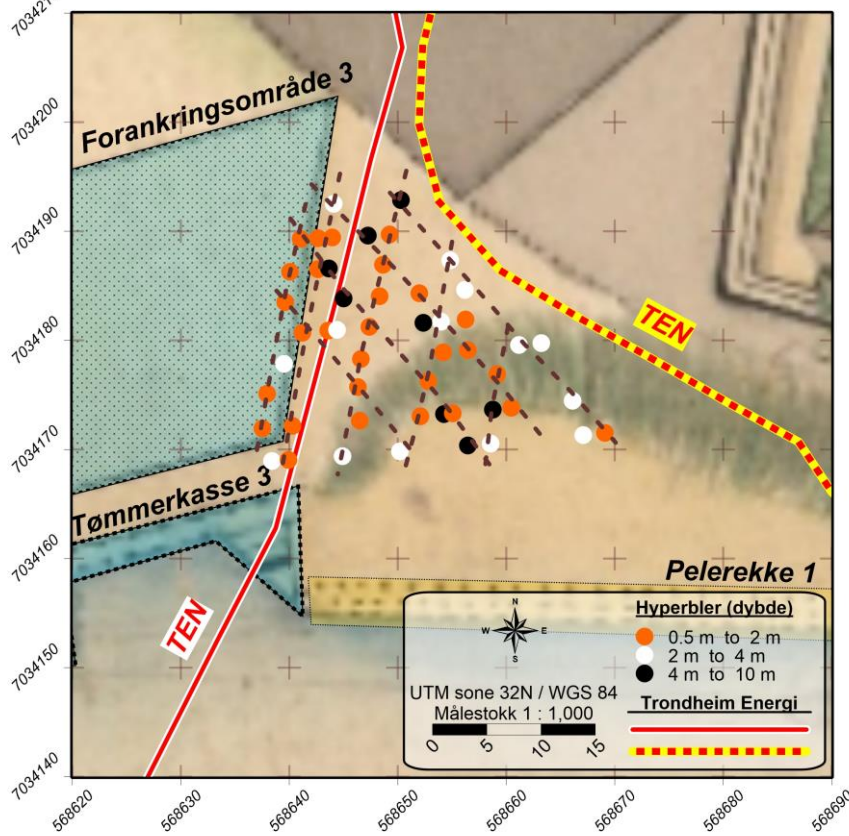 703421
7034200
7034190
7034180
7034170
7034160
7034150
7034140
Forankringsområde 3
TEN
Tømmerkasse 3
Pelerekke 1
TEN
Hyperbler (dybde)
0.5 m to 2 m
2 m to 4 m
4 m to 10 m
N
W E
S
UTM sone 32N / WGS 84
Målestokk 1 : 1,000
0 5 10 15
Trondheim Energi
568620 568630 568640 568650 568660 568670 568680 568690